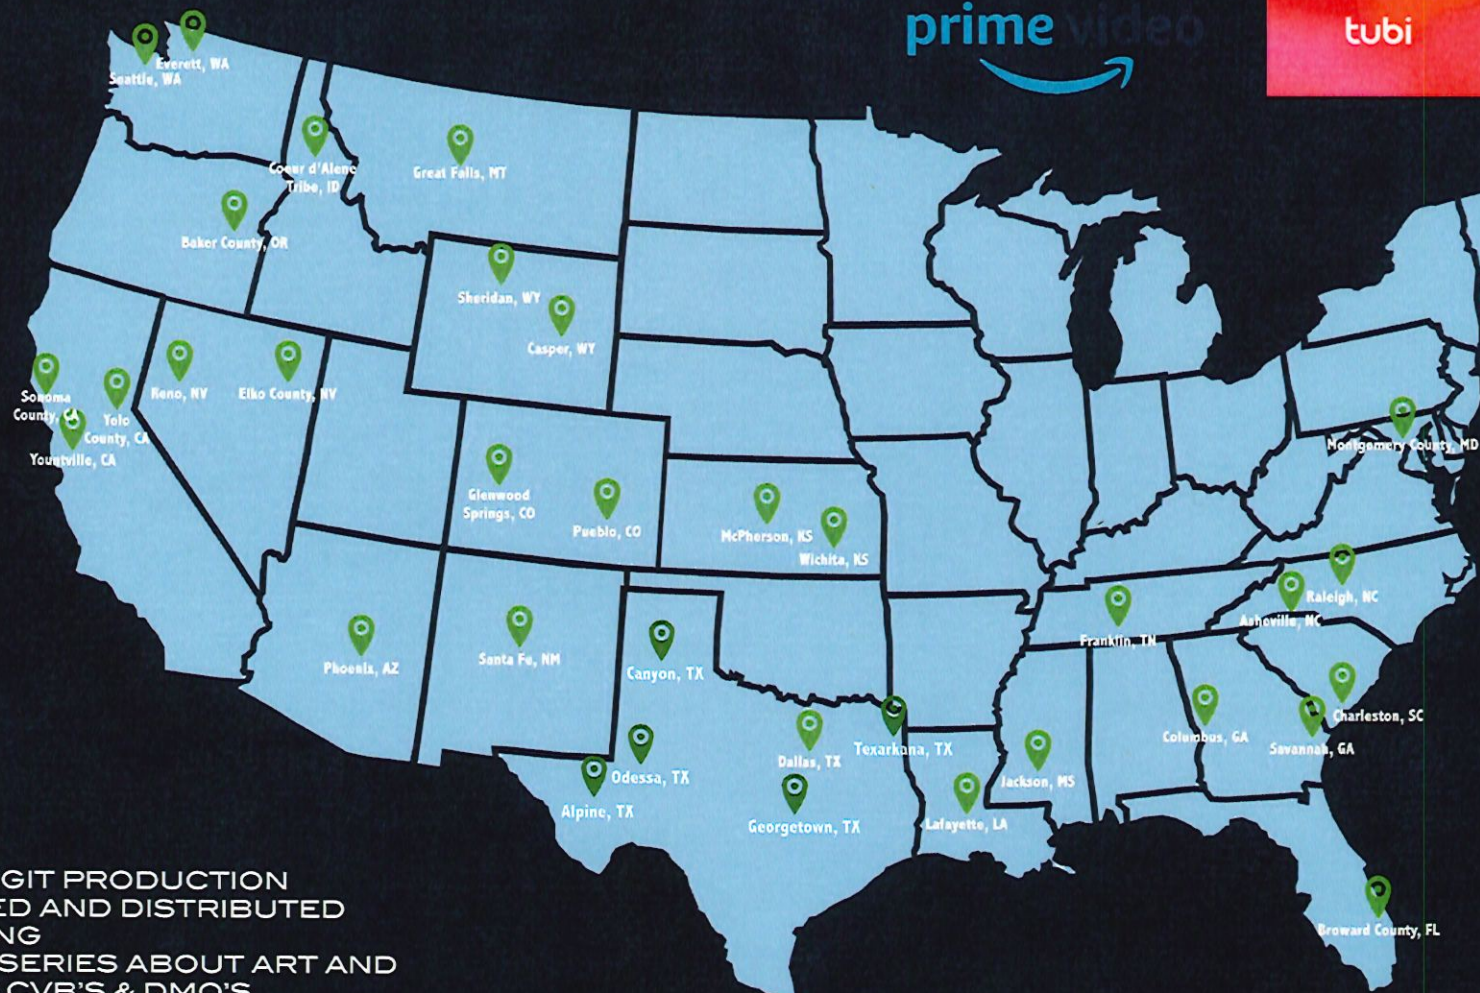 prime video
tubi
Everett, WA
Seattle, WA
Coeur d'Alene
Tribe, ID
Great Falls, MT
Baker County, OR
Sheridan, WY
Casper, WY
Sonoma
County, CA
Yolo
County, CA
Yountville, CA
Reno, NV
Elko County, NV
Glenwood
Springs, CO
Pueblo, CO
McPherson, KS
Wichita, KS
Montgomery County, MD
Raleigh, NC
Asheville, NC
Franklin, TN
Phoenix, AZ
Santa Fe, NM
Canyon, TX
Charleston, SC
Columbus, GA
Savannah, GA
Texarkana, TX
Dallas, TX
Odessa, TX
Jackson, MS
Alpine, TX
Georgetown, TX
Lafayette, LA
Broward County, FL
GIT PRODUCTION
ED AND DISTRIBUTED
NG
SERIES ABOUT ART AND
CVB'S & DMO'S